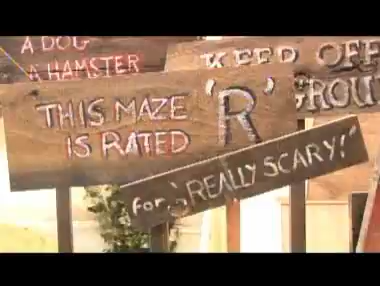 A DOG
A HAMSTER
KEEP OFF
GROU
THIS MAZE
IS RATED
'R'
for "REALLY SCARY!"